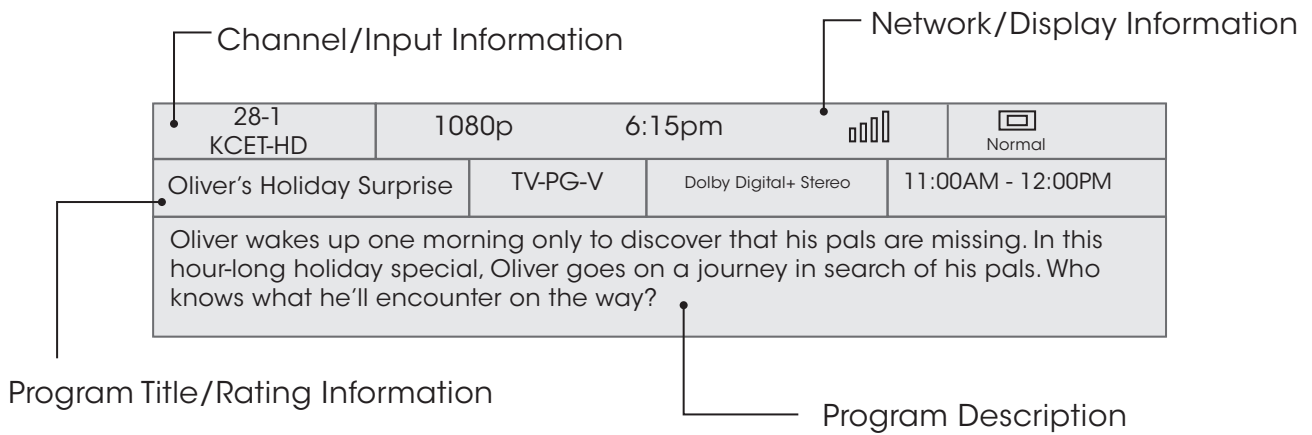 Channel/Input Information
Network/Display Information
28-1
KCET-HD
1080p
6:15pm
Normal
Oliver's Holiday Surprise
TV-PG-V
Dolby Digital+ Stereo
11:00AM - 12:00PM
Oliver wakes up one morning only to discover that his pals are missing. In this
hour-long holiday special, Oliver goes on a journey in search of his pals. Who
knows what he'll encounter on the way?
Program Title/Rating Information
Program Description